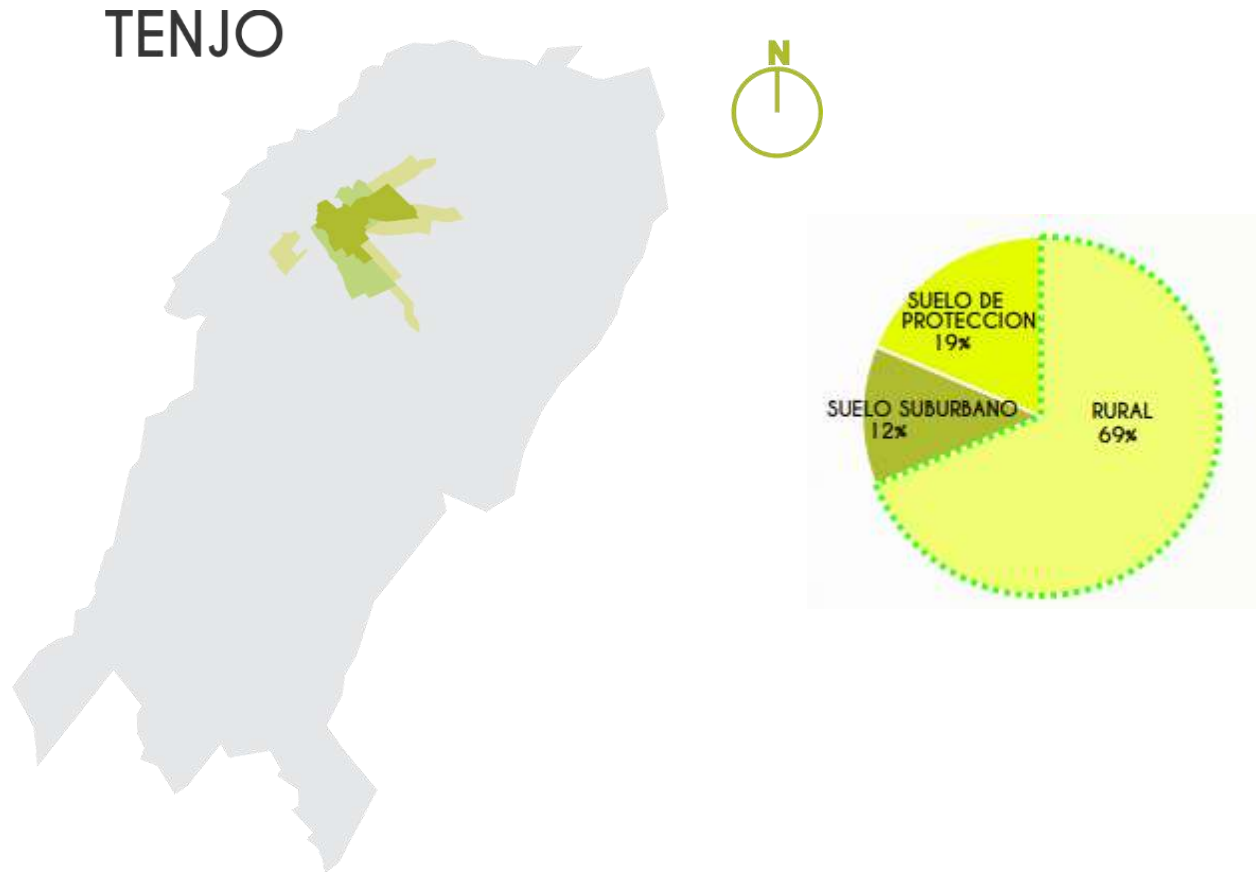 TENJO
N
SUELO DE
PROTECCION
19%
SUELO SUBURBANO
12%
RURAL
69%